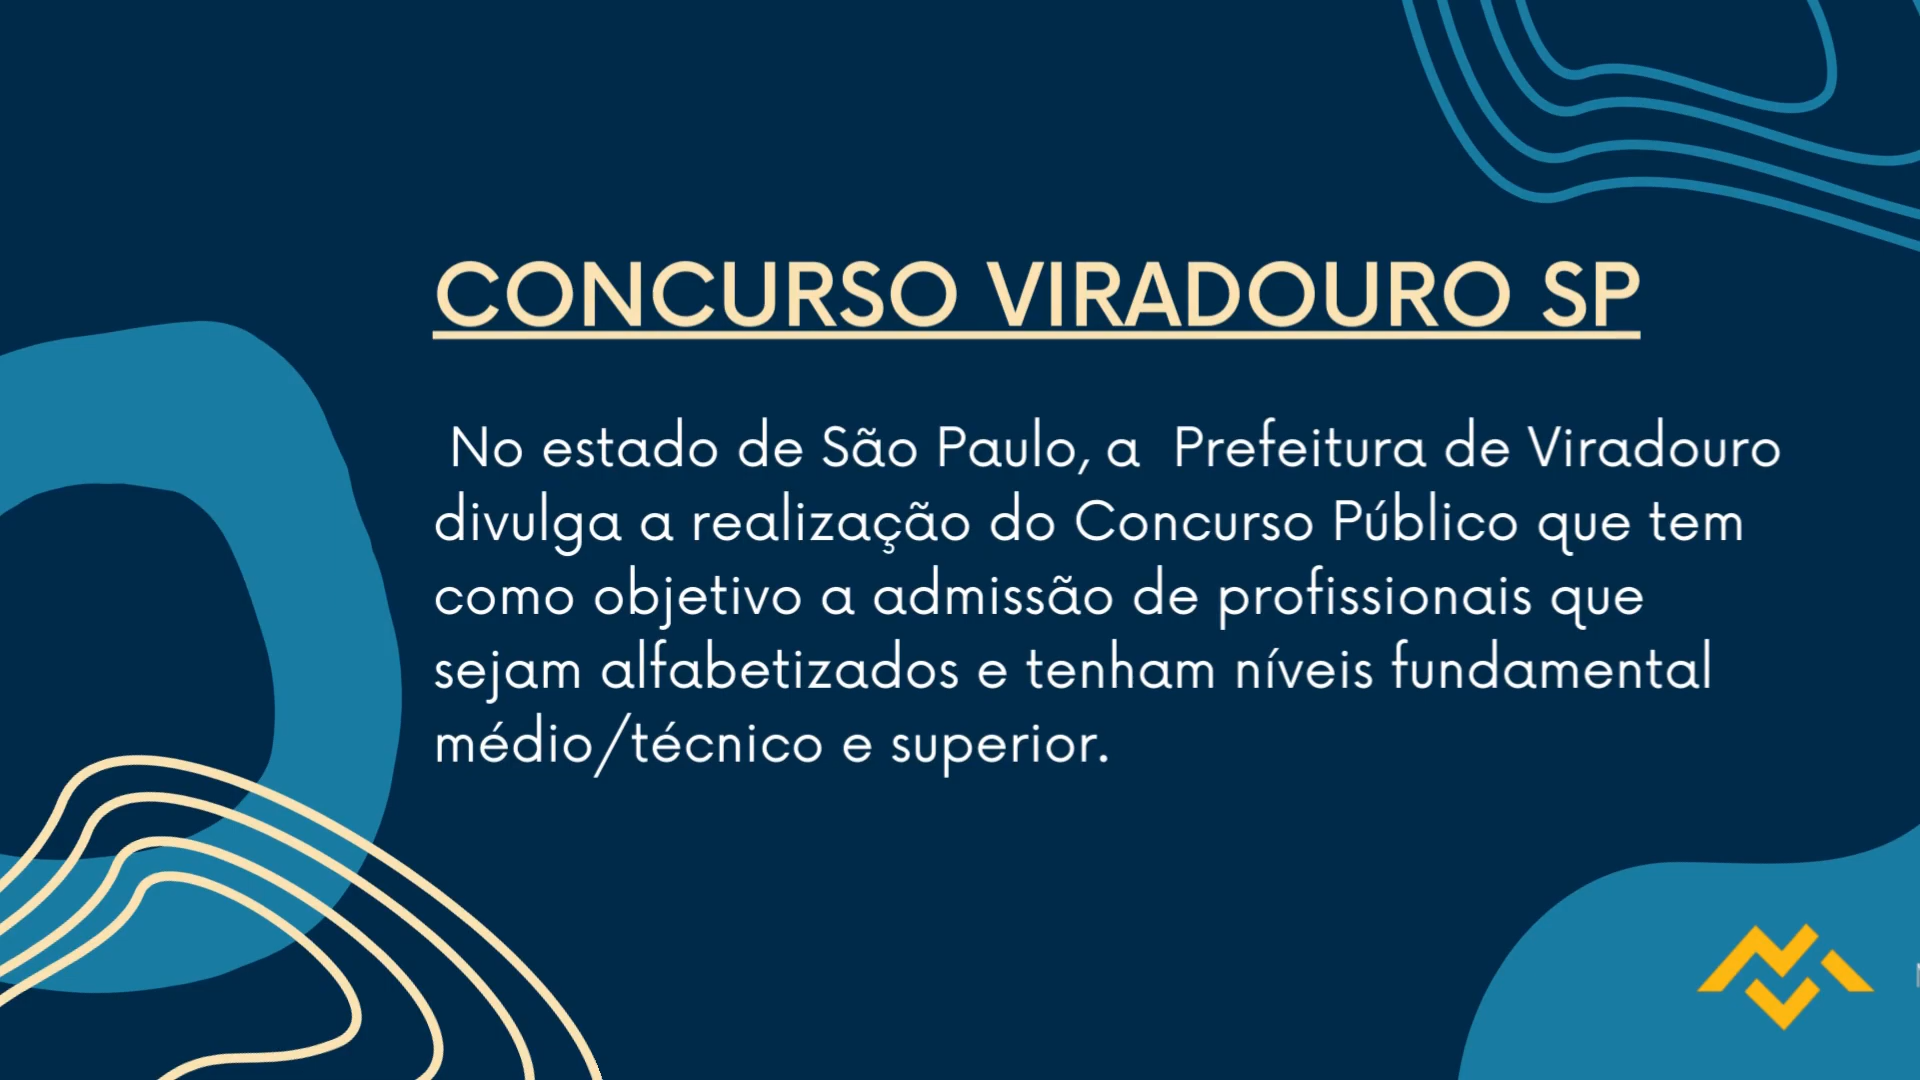 CONCURSO VIRADOURO SP
No estado de São Paulo, a Prefeitura de Viradouro
divulga a realização do Concurso Público que tem
como objetivo a admissão de profissionais que
sejam alfabetizados e tenham níveis fundamental
médio/técnico e superior.